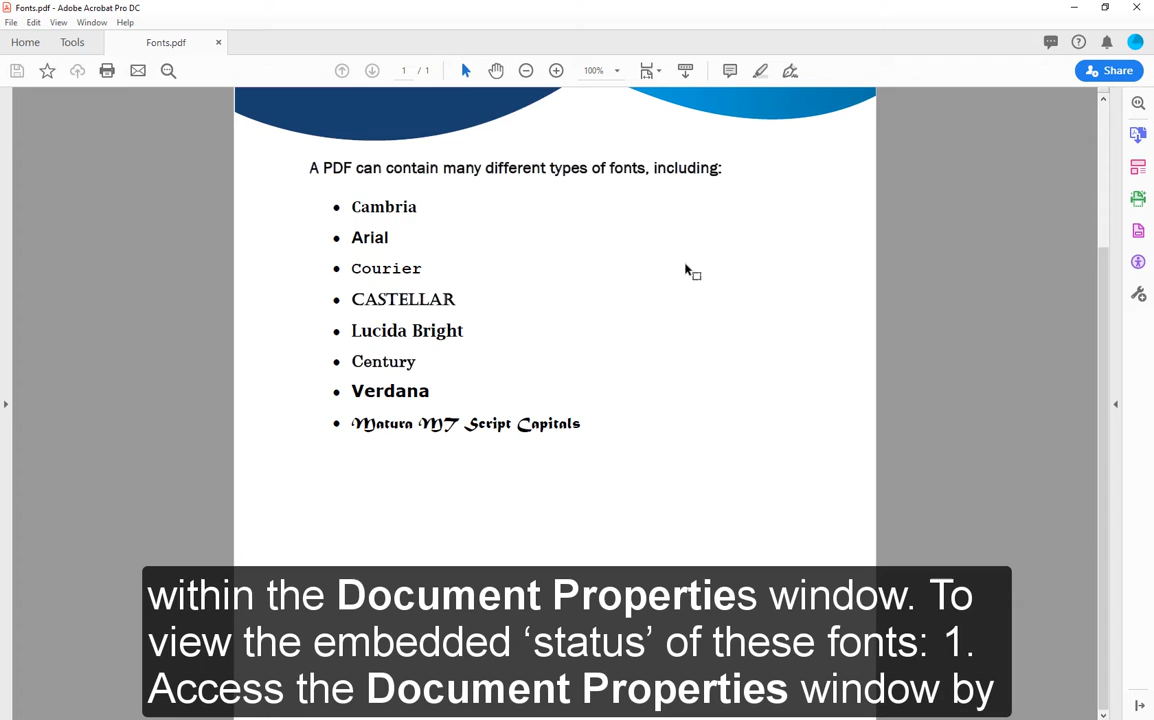 Fonts.pdf - Adobe Acrobat Pro DC
File Edit View Window Help
Home Tools Fonts.pdf ×
1 / 1 100% Share
A PDF can contain many different types of fonts, including:
• Cambria
• Arial
• Courier
• CASTELLAR
• Lucida Bright
• Century
• Verdana
• Matura MT Script Capitals
within the Document Properties window. To
view the embedded ‘status’ of these fonts: 1.
Access the Document Properties window by